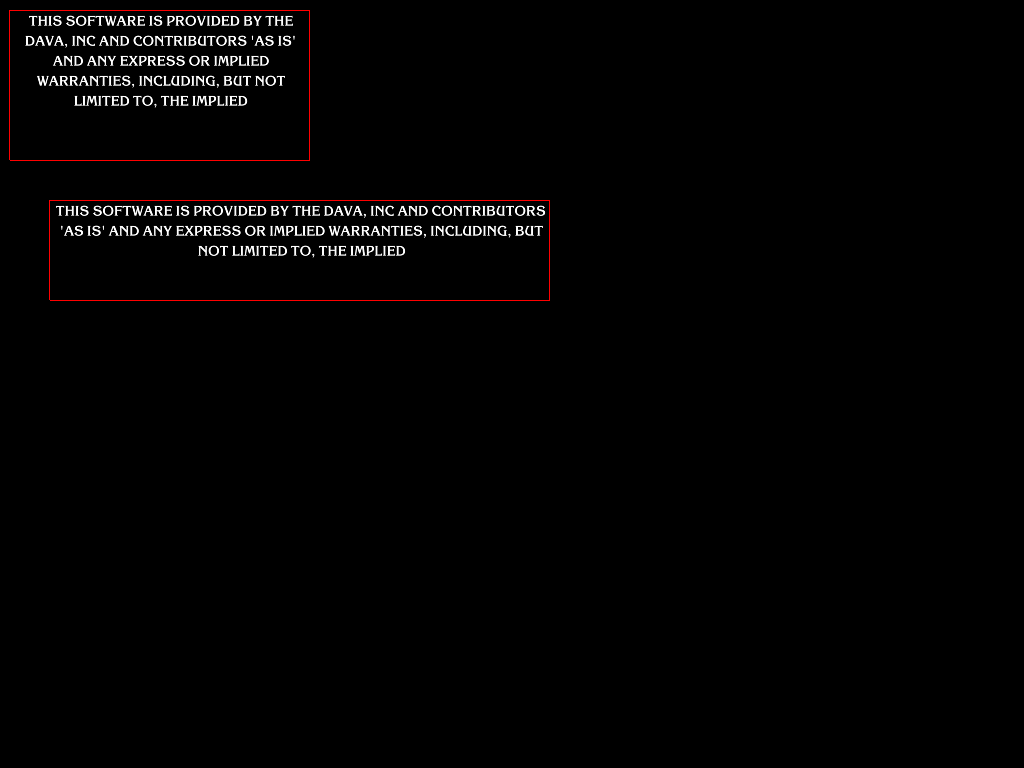 THIS SOFTWARE IS PROVIDED BY THE
DAVA, INC AND CONTRIBUTORS 'AS IS'
AND ANY EXPRESS OR IMPLIED
WARRANTIES, INCLUDING, BUT NOT
LIMITED TO, THE IMPLIED
THIS SOFTWARE IS PROVIDED BY THE DAVA, INC AND CONTRIBUTORS
'AS IS' AND ANY EXPRESS OR IMPLIED WARRANTIES, INCLUDING, BUT
NOT LIMITED TO, THE IMPLIED